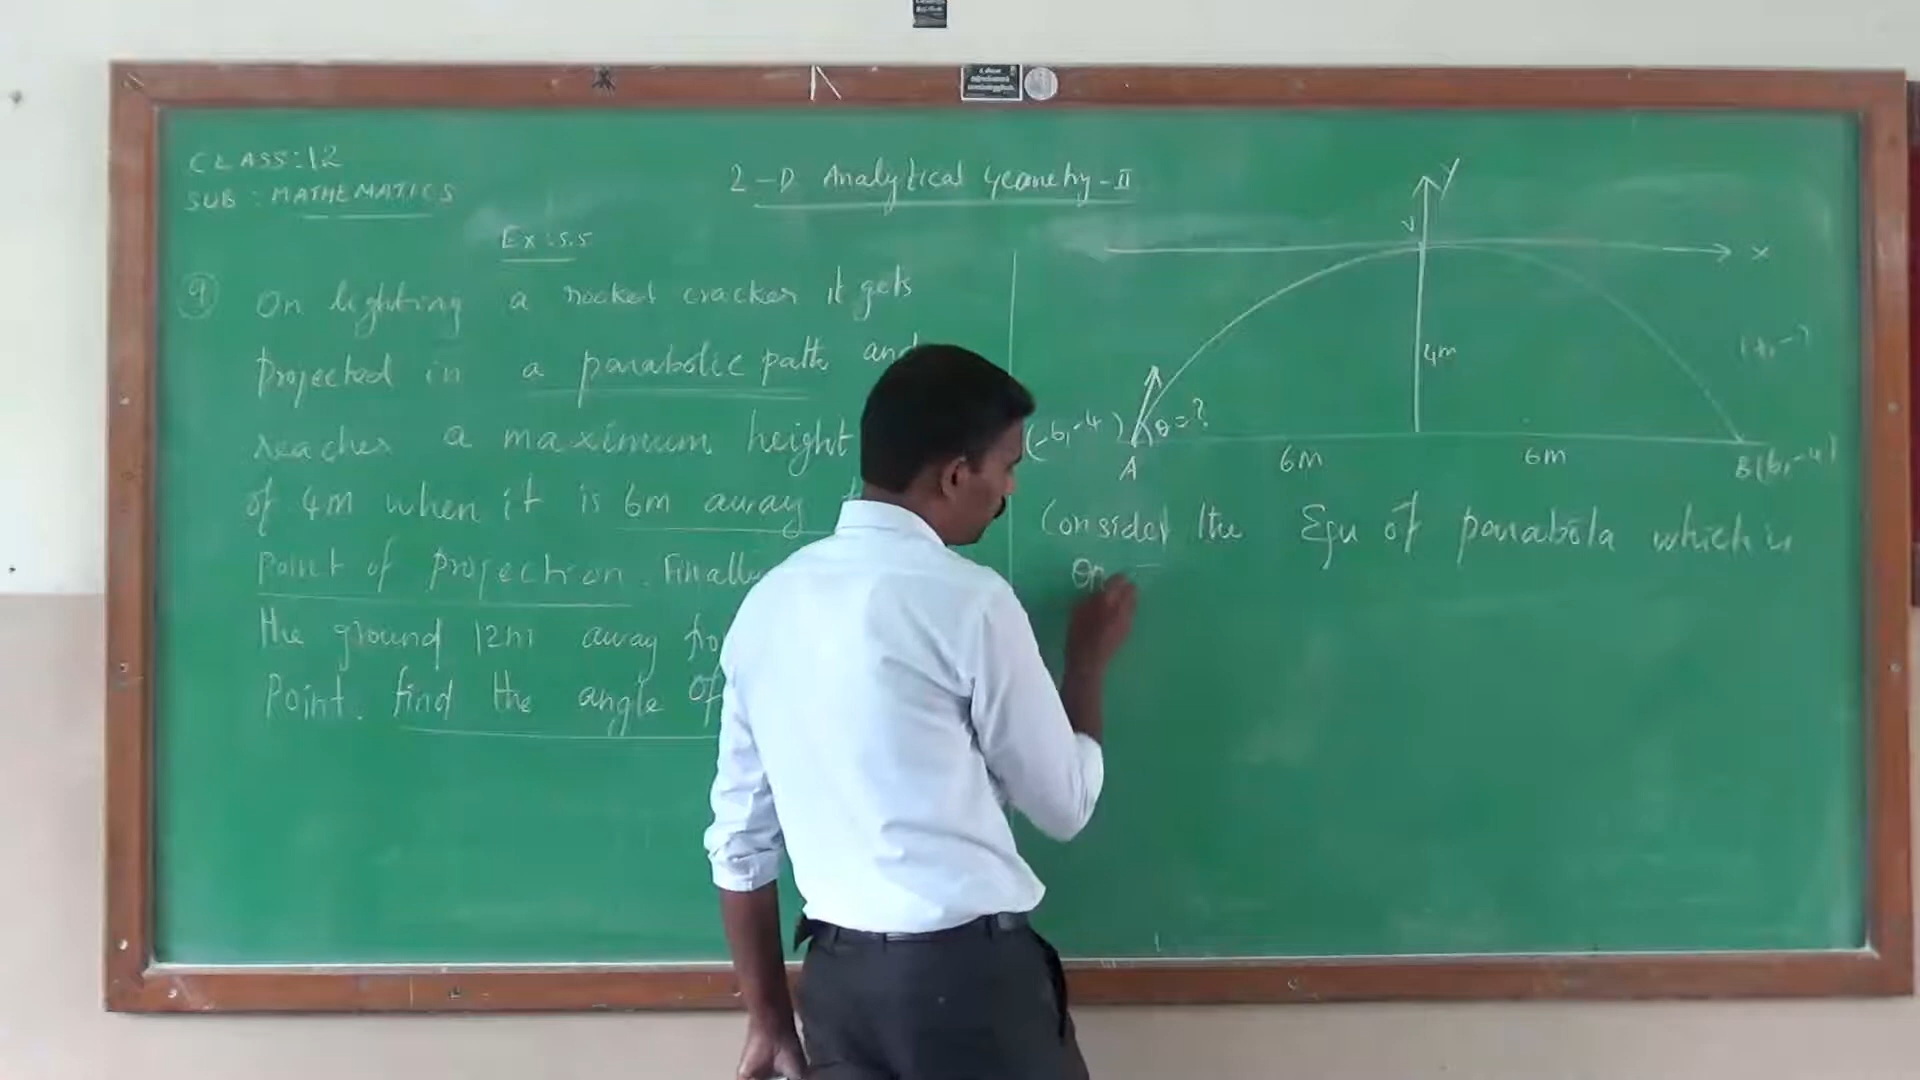 CLASS:12
SUB : MATHEMATICS
2-D Analytical Geometry-II
Ex:5.5
9
On lighting a rocket cracker it gets
projected in a parabolic path and
reaches a maximum height
of 4m when it is 6m away
Point of projection. Finally
the ground 12m away
Point. find the angle of
Y
V
x
4m
(-6,-4)
θ=?
A
6m
6m
B(6,-4)
Consider the Equ of parabola which is
On